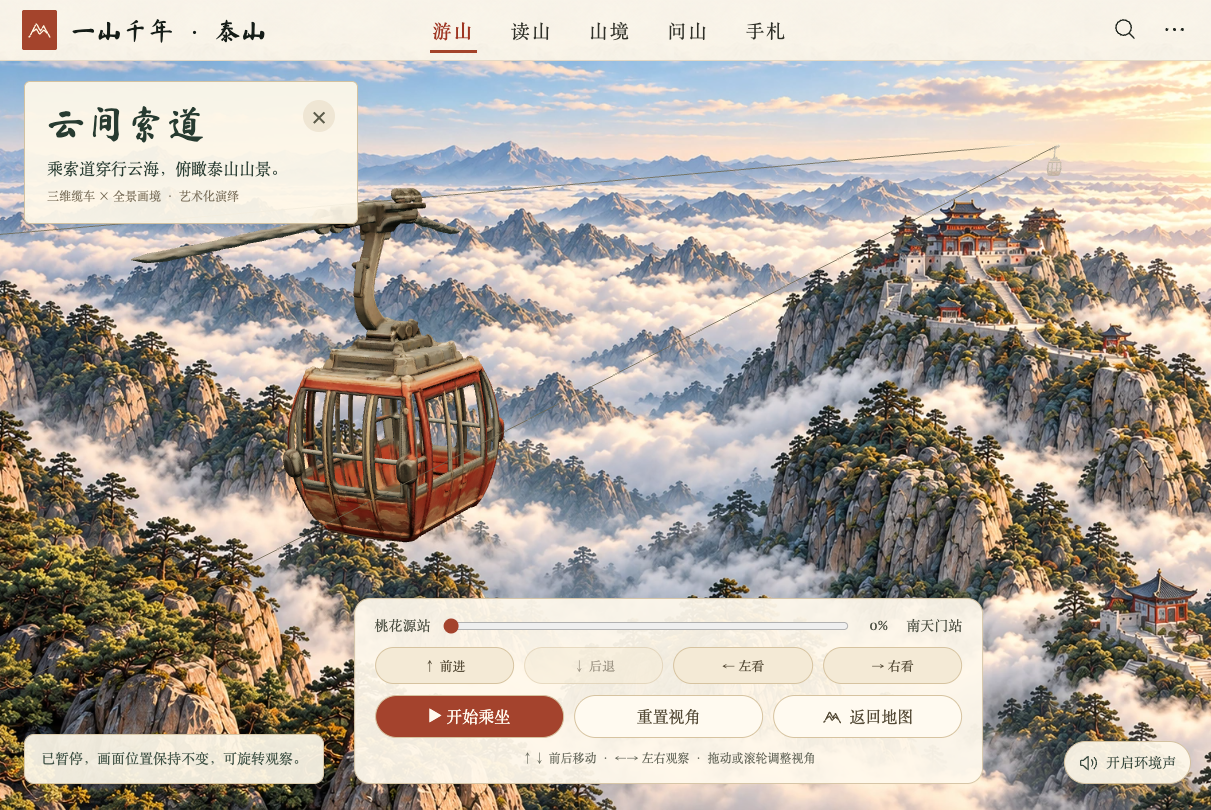 一山千年 · 泰山
游山 读山 山境 问山 手札
云间索道
乘索道穿行云海，俯瞰泰山山景。
三维缆车 × 全景画境 · 艺术化演绎
桃花源站 0% 南天门站
↑ 前进 ↓ 后退 ← 左看 → 右看
▶ 开始乘坐 重置视角 返回地图
↑ ↓ 前后移动 · ←→ 左右观察 · 拖动或滚轮调整视角
已暂停，画面位置保持不变，可旋转观察。
开启环境声